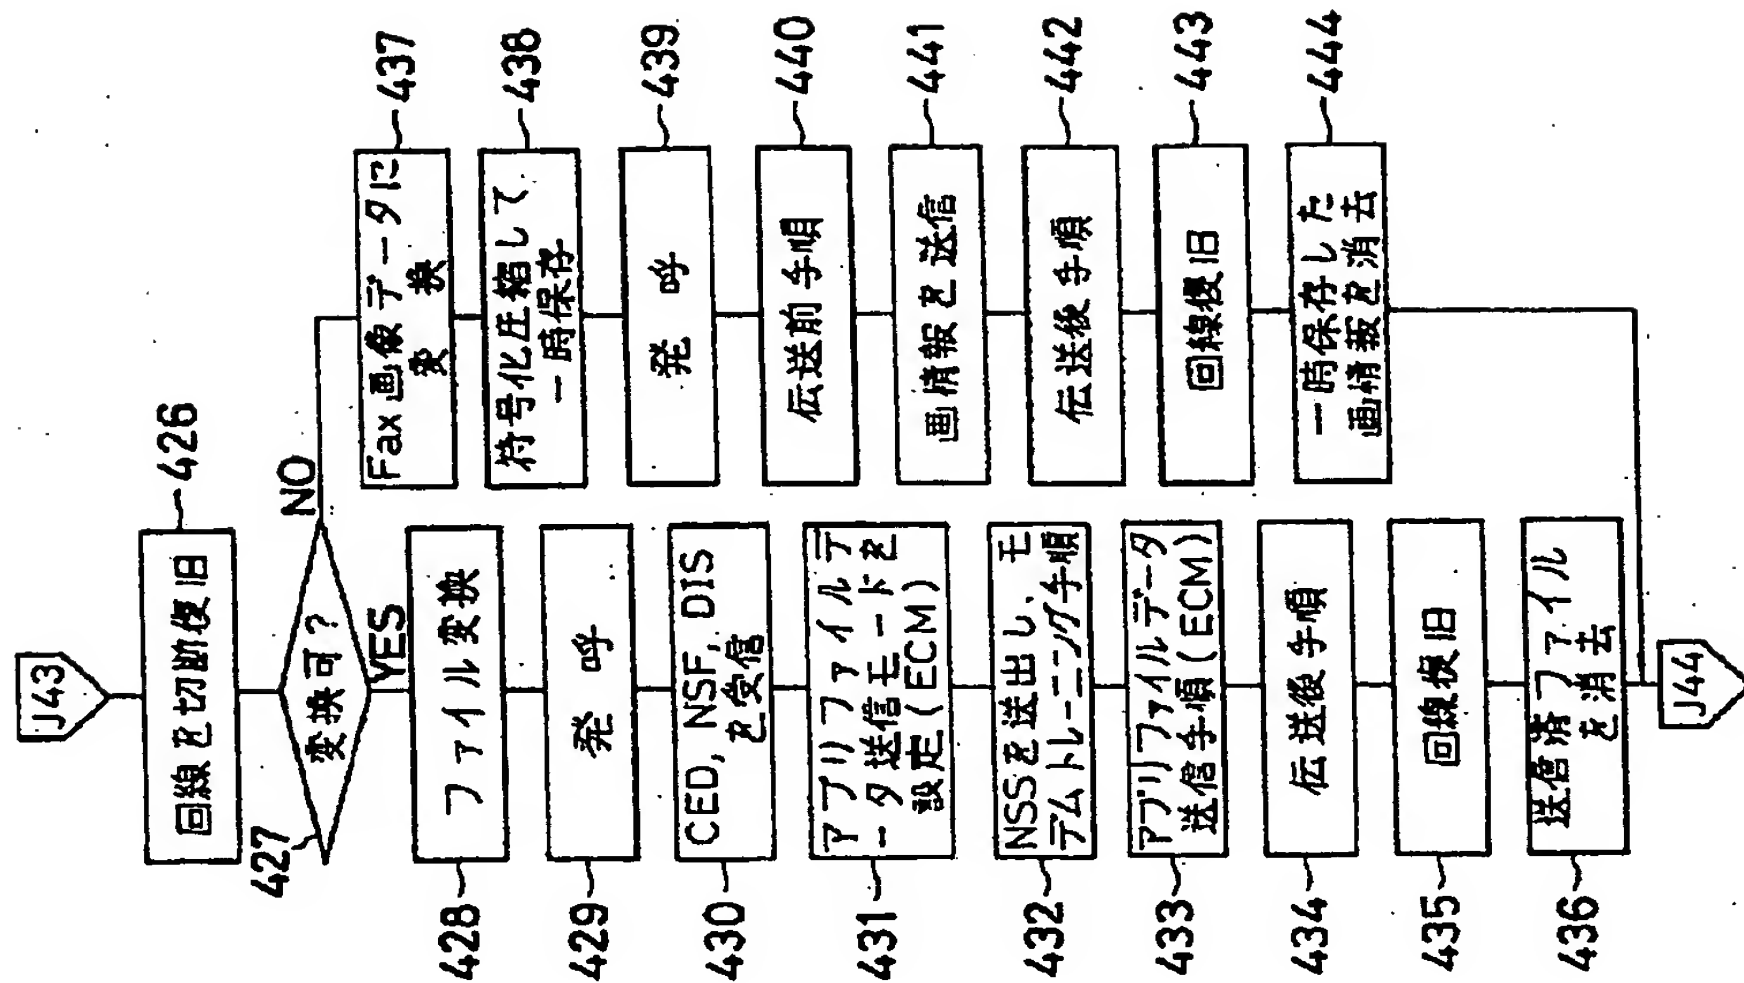 J43
回線を切断復旧
426
427
変換可?
NO
YES
ファイル変換
428
発 呼
429
CED, NSF, DIS
を受信
430
アプリファイルデ
ータ送信モードを
設定(ECM)
431
NSSを送出し、モ
デムトレーニング手順
432
アプリファイルデータ
送信手順(ECM)
433
伝送後手順
434
回線復旧
435
送信済ファイル
を消去
436
Fax画像データに
変 換
437
符号化圧縮して
一時保存
438
発 呼
439
伝送前手順
440
画情報を送信
441
伝送後手順
442
回線復旧
443
一時保存した
画情報を消去
444
J44